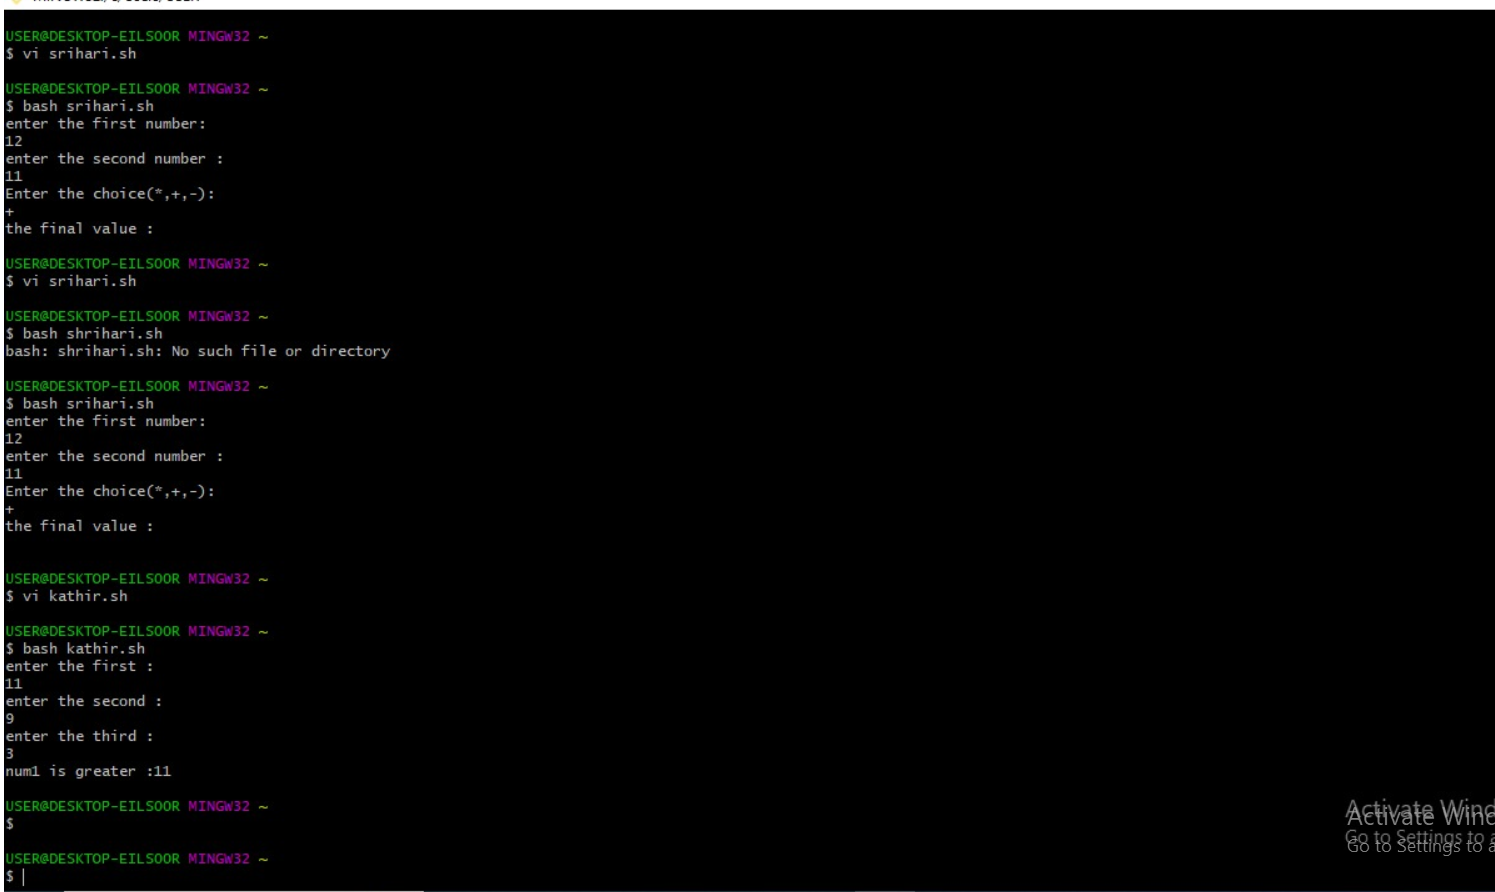 USER@DESKTOP-EILSOOR MINGW32 ~
$ vi srihari.sh
USER@DESKTOP-EILSOOR MINGW32 ~
$ bash srihari.sh
enter the first number:
12
enter the second number :
11
Enter the choice(*,+,-):
+
the final value :
USER@DESKTOP-EILSOOR MINGW32 ~
$ vi srihari.sh
USER@DESKTOP-EILSOOR MINGW32 ~
$ bash shrihari.sh
bash: shrihari.sh: No such file or directory
USER@DESKTOP-EILSOOR MINGW32 ~
$ bash srihari.sh
enter the first number:
12
enter the second number :
11
Enter the choice(*,+,-):
+
the final value :
USER@DESKTOP-EILSOOR MINGW32 ~
$ vi kathir.sh
USER@DESKTOP-EILSOOR MINGW32 ~
$ bash kathir.sh
enter the first :
11
enter the second :
9
enter the third :
3
num1 is greater :11
USER@DESKTOP-EILSOOR MINGW32 ~
$
USER@DESKTOP-EILSOOR MINGW32 ~
$
Activate Wind
Go to Settings to a